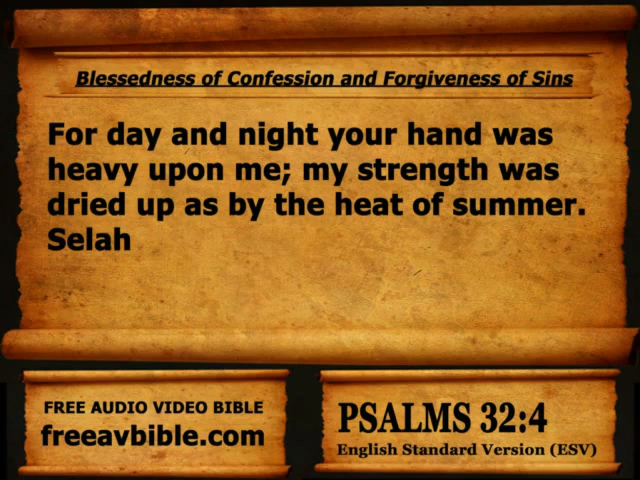 Blessedness of Confession and Forgiveness of Sins
For day and night your hand was
heavy upon me; my strength was
dried up as by the heat of summer.
Selah
FREE AUDIO VIDEO BIBLE
freeavbible.com
PSALMS 32:4
English Standard Version (ESV)